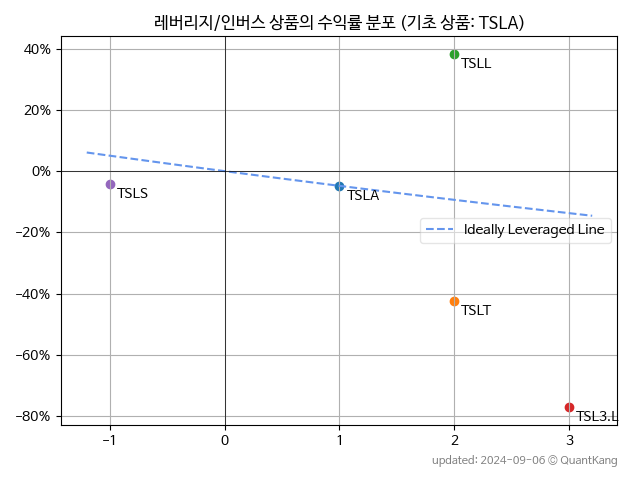 레버리지/인버스 상품의 수익률 분포 (기초 상품: TSLA)
40%
20%
0%
−20%
−40%
−60%
−80%
TSLL
TSLS
TSLA
Ideally Leveraged Line
TSLT
TSL3.L
−1
0
1
2
3
updated: 2024-09-06 © QuantKang